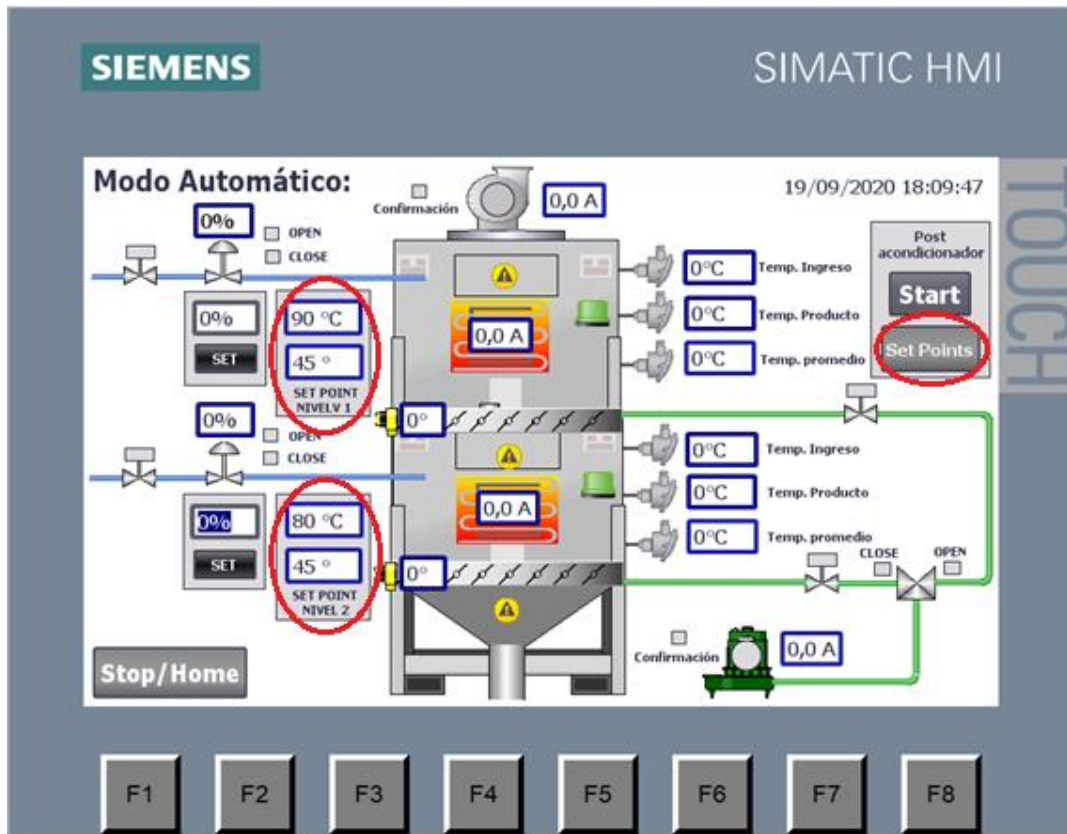 SIEMENS
SIMATIC HMI
TOUCH
Modo Automático:
19/09/2020 18:09:47
Confirmación
0,0 A
0%
OPEN
CLOSE
Post
acondicionador
Start
Set Points
0°C Temp. Ingreso
0°C Temp. Producto
0°C Temp. promedio
0,0 A
0%
SET
90 °C
45 °
SET POINT
NIVELV 1
0°
0%
OPEN
CLOSE
0°C Temp. Ingreso
0°C Temp. Producto
0°C Temp. promedio
0,0 A
0%
SET
80 °C
45 °
SET POINT
NIVEL 2
0°
CLOSE
OPEN
Confirmación
0,0 A
Stop/Home
F1 F2 F3 F4 F5 F6 F7 F8